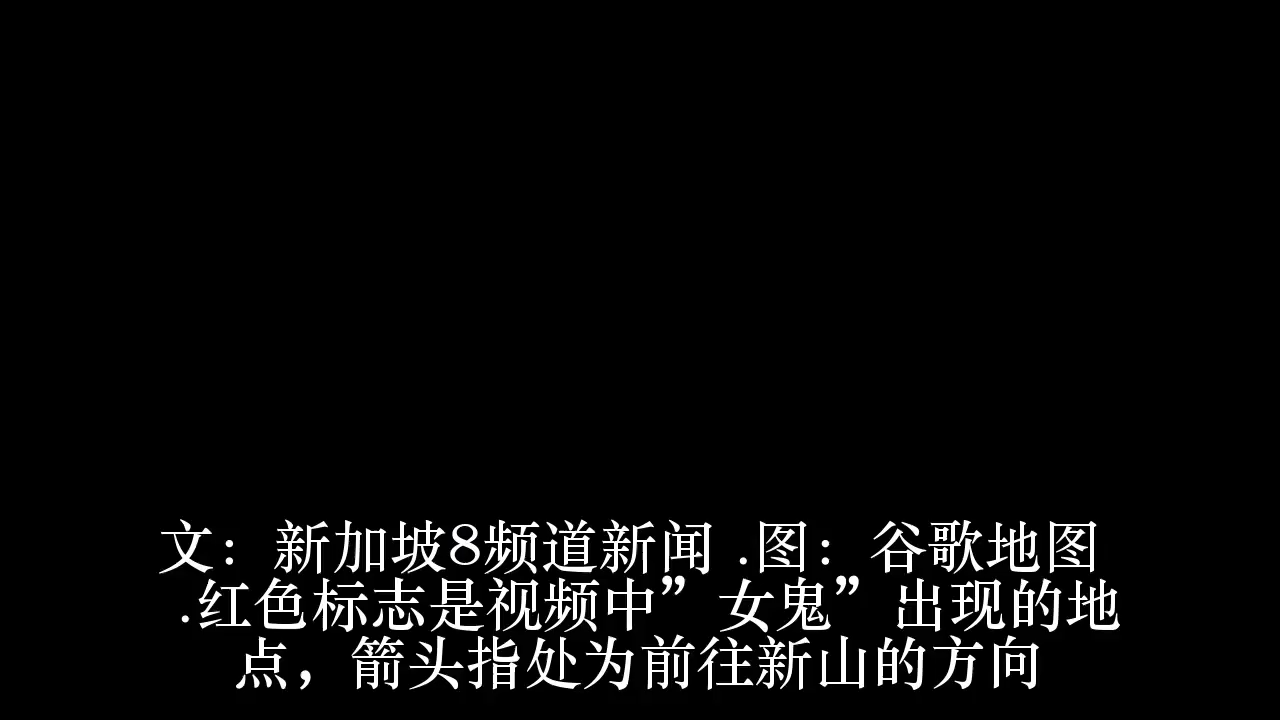 文：新加坡8频道新闻 .图：谷歌地图
.红色标志是视频中”女鬼”出现的地
点，箭头指处为前往新山的方向